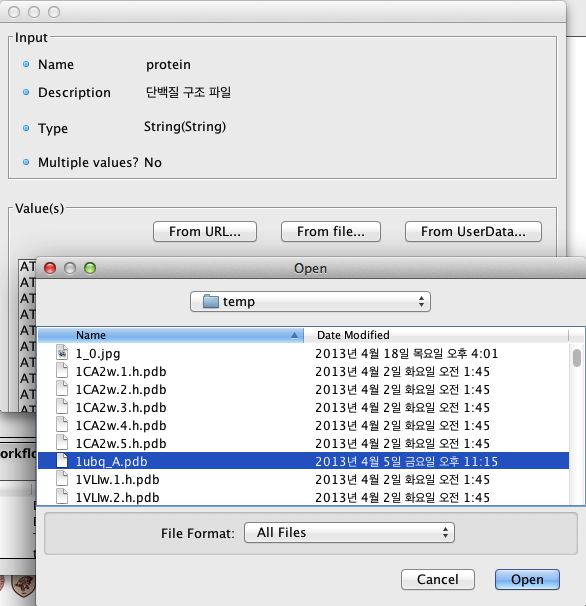 Input
Name protein
Description 단백질 구조 파일
Type String(String)
Multiple values? No
Value(s)
From URL... From file... From UserData...
AT
AT
AT
AT
AT
AT
AT
AT
AT
Open
temp
Name Date Modified
1_0.jpg 2013년 4월 18일 목요일 오후 4:01
1CA2w.1.h.pdb 2013년 4월 2일 화요일 오전 1:45
1CA2w.2.h.pdb 2013년 4월 2일 화요일 오전 1:45
1CA2w.3.h.pdb 2013년 4월 2일 화요일 오전 1:45
1CA2w.4.h.pdb 2013년 4월 2일 화요일 오전 1:45
1CA2w.5.h.pdb 2013년 4월 2일 화요일 오전 1:45
1ubq_A.pdb 2013년 4월 5일 금요일 오후 11:15
1VLIw.1.h.pdb 2013년 4월 2일 화요일 오전 1:45
1VLIw.2.h.pdb 2013년 4월 2일 화요일 오전 1:45
File Format: All Files
Cancel Open